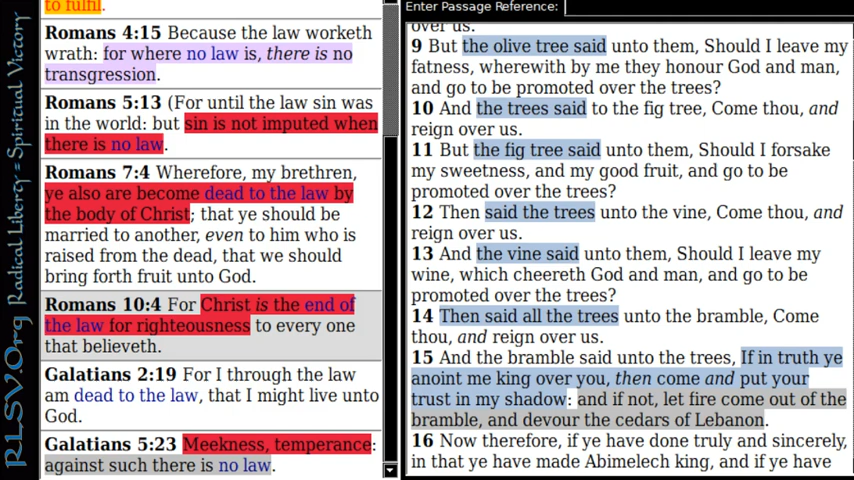 RLSVOrg Radical Liberty = Spiritual Victory
to fulfil.
Romans 4:15 Because the law worketh
wrath: for where no law is, there is no
transgression.
Romans 5:13 (For until the law sin was
in the world: but sin is not imputed when
there is no law.
Romans 7:4 Wherefore, my brethren,
ye also are become dead to the law by
the body of Christ; that ye should be
married to another, even to him who is
raised from the dead, that we should
bring forth fruit unto God.
Romans 10:4 For Christ is the end of
the law for righteousness to every one
that believeth.
Galatians 2:19 For I through the law
am dead to the law, that I might live unto
God.
Galatians 5:23 Meekness, temperance:
against such there is no law.
Enter Passage Reference:
over us.
9 But the olive tree said unto them, Should I leave my
fatness, wherewith by me they honour God and man,
and go to be promoted over the trees?
10 And the trees said to the fig tree, Come thou, and
reign over us.
11 But the fig tree said unto them, Should I forsake
my sweetness, and my good fruit, and go to be
promoted over the trees?
12 Then said the trees unto the vine, Come thou, and
reign over us.
13 And the vine said unto them, Should I leave my
wine, which cheereth God and man, and go to be
promoted over the trees?
14 Then said all the trees unto the bramble, Come
thou, and reign over us.
15 And the bramble said unto the trees, If in truth ye
anoint me king over you, then come and put your
trust in my shadow: and if not, let fire come out of the
bramble, and devour the cedars of Lebanon.
16 Now therefore, if ye have done truly and sincerely,
in that ye have made Abimelech king, and if ye have